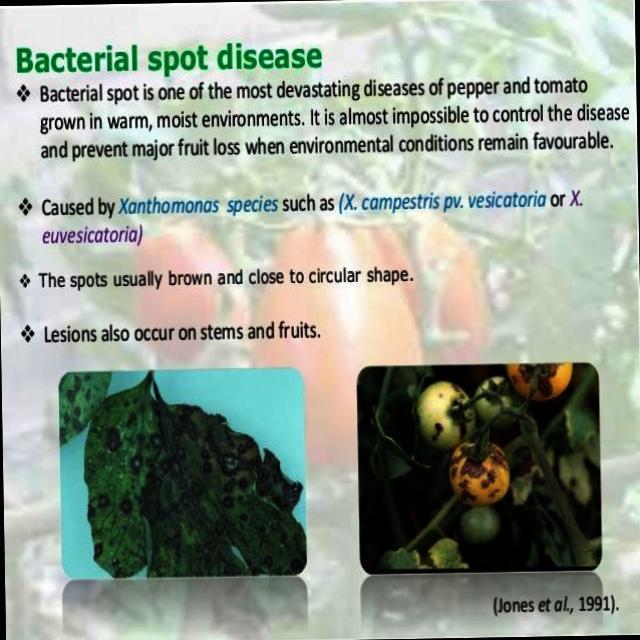 Bacterial spot disease
❖ Bacterial spot is one of the most devastating diseases of pepper and tomato
grown in warm, moist environments. It is almost impossible to control the disease
and prevent major fruit loss when environmental conditions remain favourable.
❖ Caused by Xanthomonas species such as (X. campestris pv. vesicatoria or X.
euvesicatoria)
❖ The spots usually brown and close to circular shape.
❖ Lesions also occur on stems and fruits.
(Jones et al., 1991).